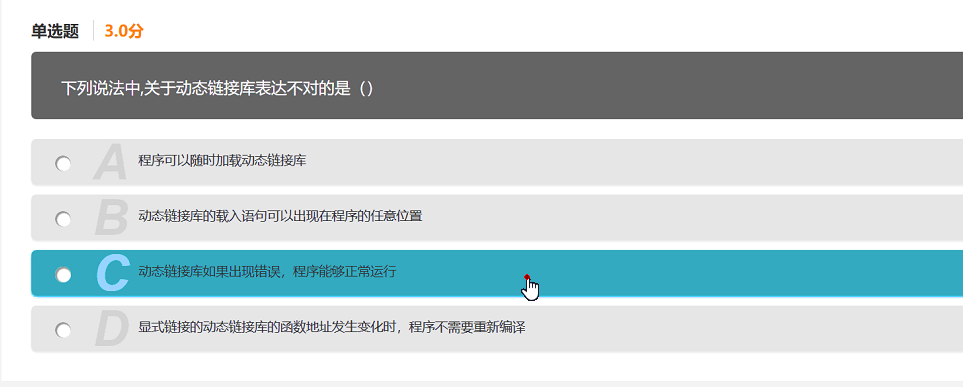 单选题 3.0分
下列说法中,关于动态链接库表达不对的是（）
A 程序可以随时加载动态链接库
B 动态链接库的载入语句可以出现在程序的任意位置
C 动态链接库如果出现错误，程序能够正常运行
D 显式链接的动态链接库的函数地址发生变化时，程序不需要重新编译